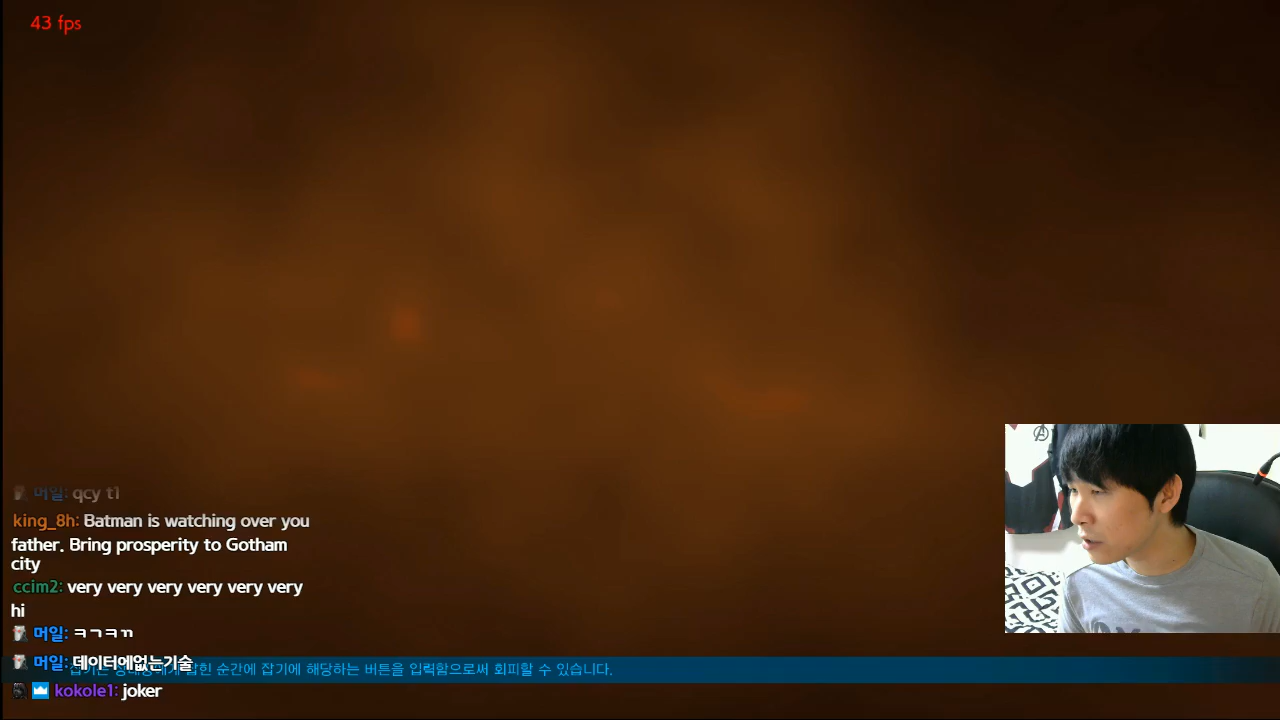 43 fps
머일: qcy t1
king_8h: Batman is watching over you
father. Bring prosperity to Gotham
city
ccim2: very very very very very very
hi
머일: ㅋㄱㅋㄲ
머일: 데이터에없는기술
잡힌 순간에 잡기에 해당하는 버튼을 입력함으로써 회피할 수 있습니다.
kokole1: joker